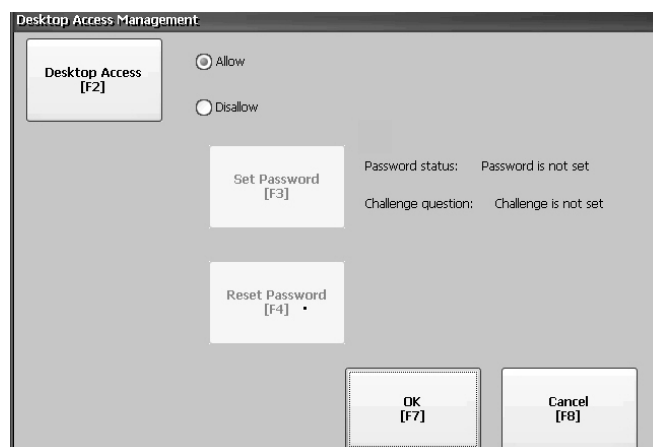 Desktop Access Management
Desktop Access
[F2]
Allow
Disallow
Set Password
[F3]
Password status: Password is not set
Challenge question: Challenge is not set
Reset Password
[F4]
OK
[F7]
Cancel
[F8]